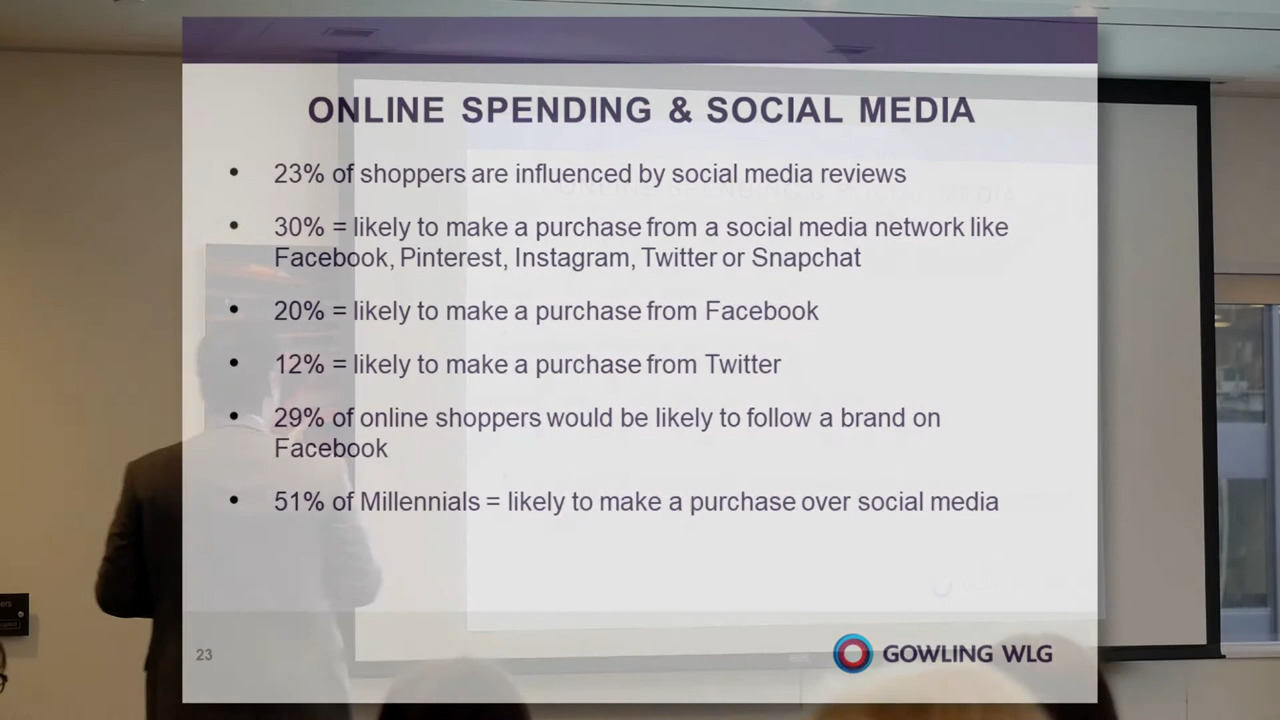 ONLINE SPENDING & SOCIAL MEDIA
• 23% of shoppers are influenced by social media reviews
• 30% = likely to make a purchase from a social media network like
Facebook, Pinterest, Instagram, Twitter or Snapchat
• 20% = likely to make a purchase from Facebook
• 12% = likely to make a purchase from Twitter
• 29% of online shoppers would be likely to follow a brand on
Facebook
• 51% of Millennials = likely to make a purchase over social media
23
GOWLING WLG